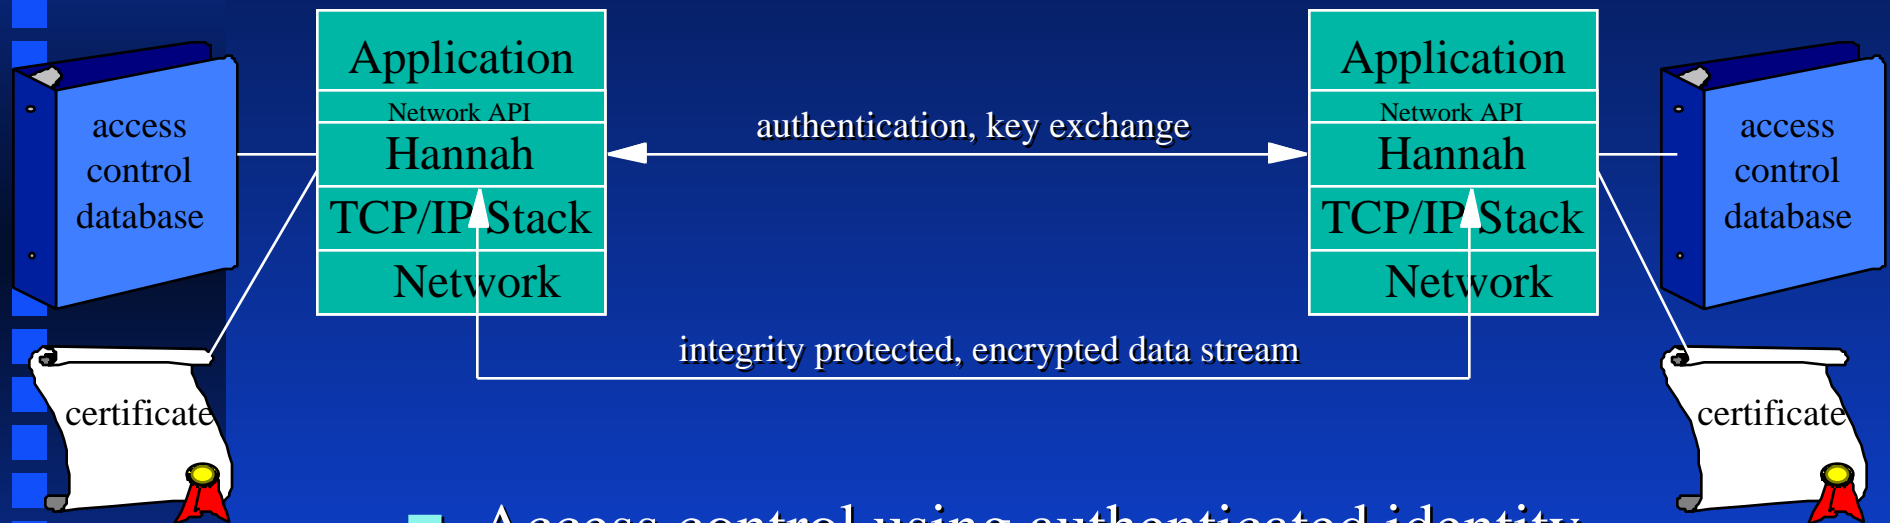 access
control
database
certificate
Application
Network API
Hannah
TCP/IP Stack
Network
authentication, key exchange
integrity protected, encrypted data stream
Application
Network API
Hannah
TCP/IP Stack
Network
access
control
database
certificate
Access control using authenticated identity